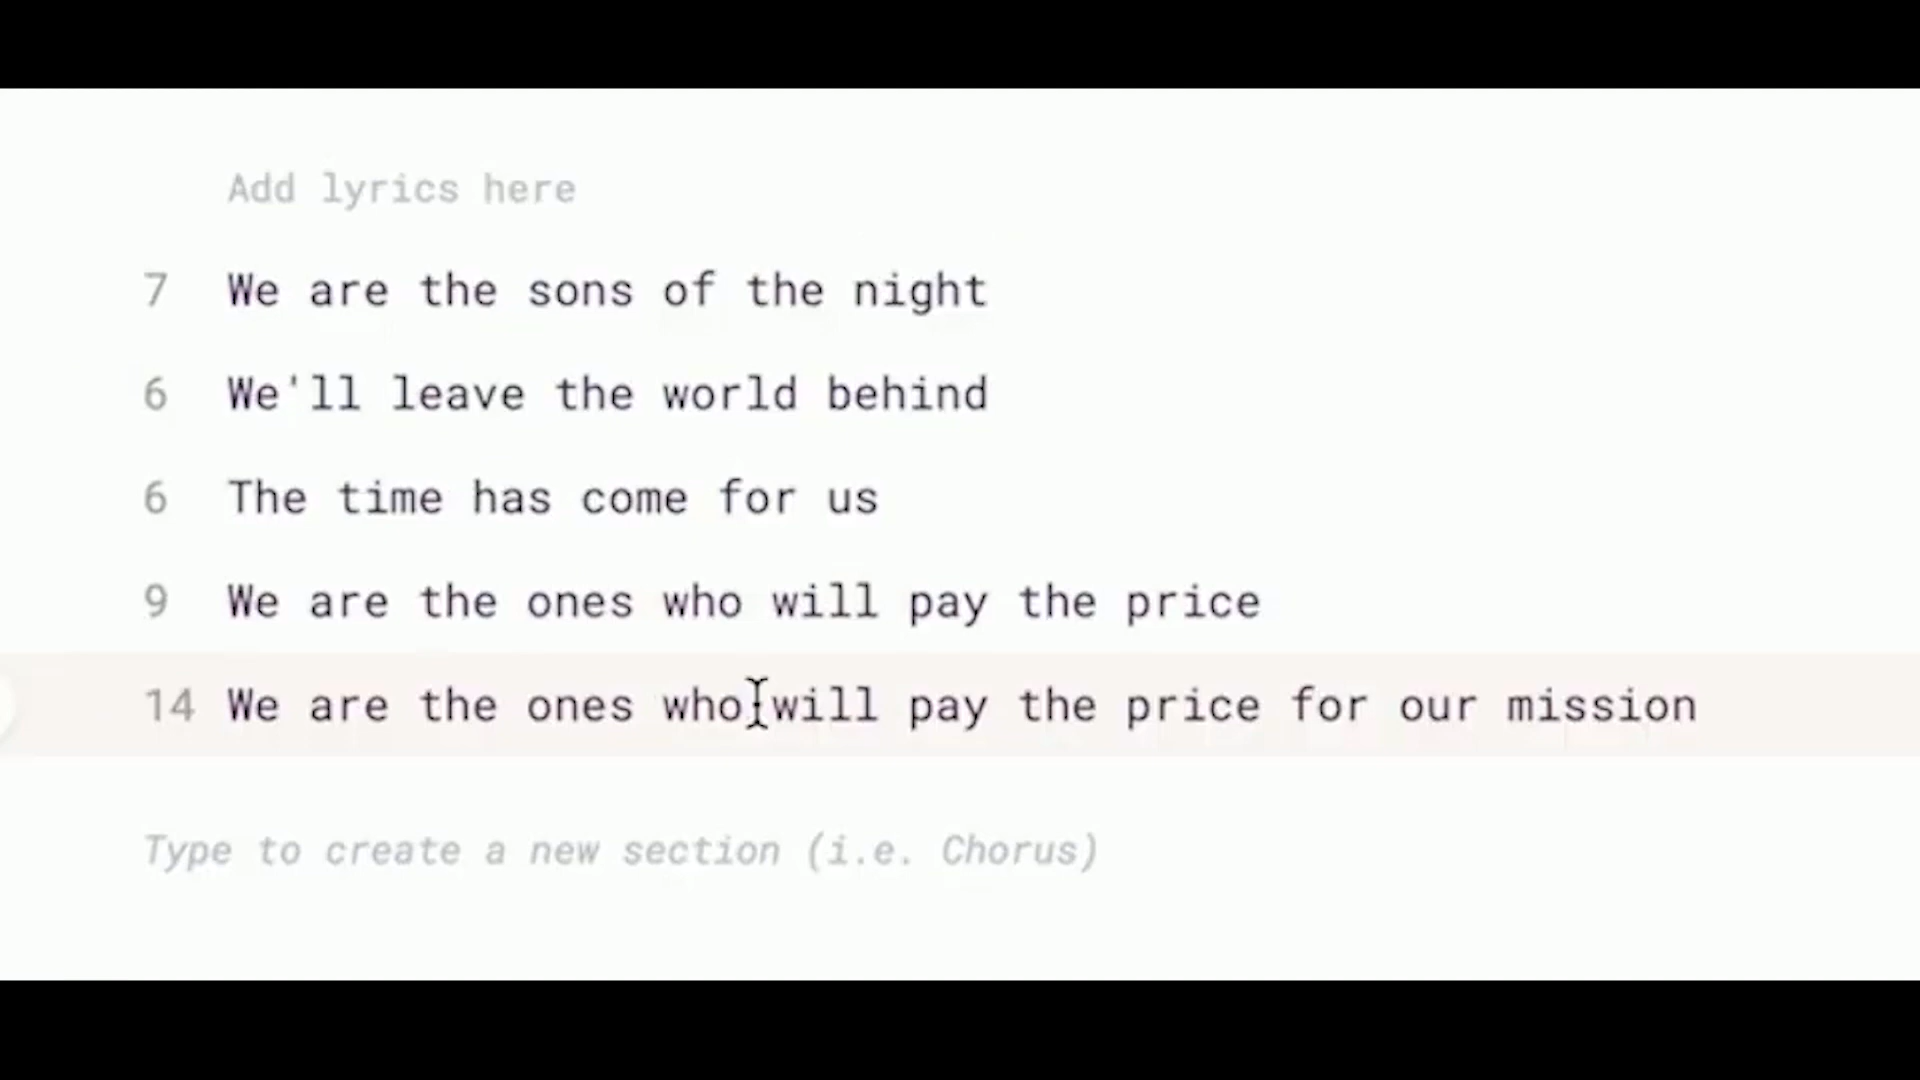 Add lyrics here
7 We are the sons of the night
6 We'll leave the world behind
6 The time has come for us
9 We are the ones who will pay the price
14 We are the ones who will pay the price for our mission
Type to create a new section (i.e. Chorus)